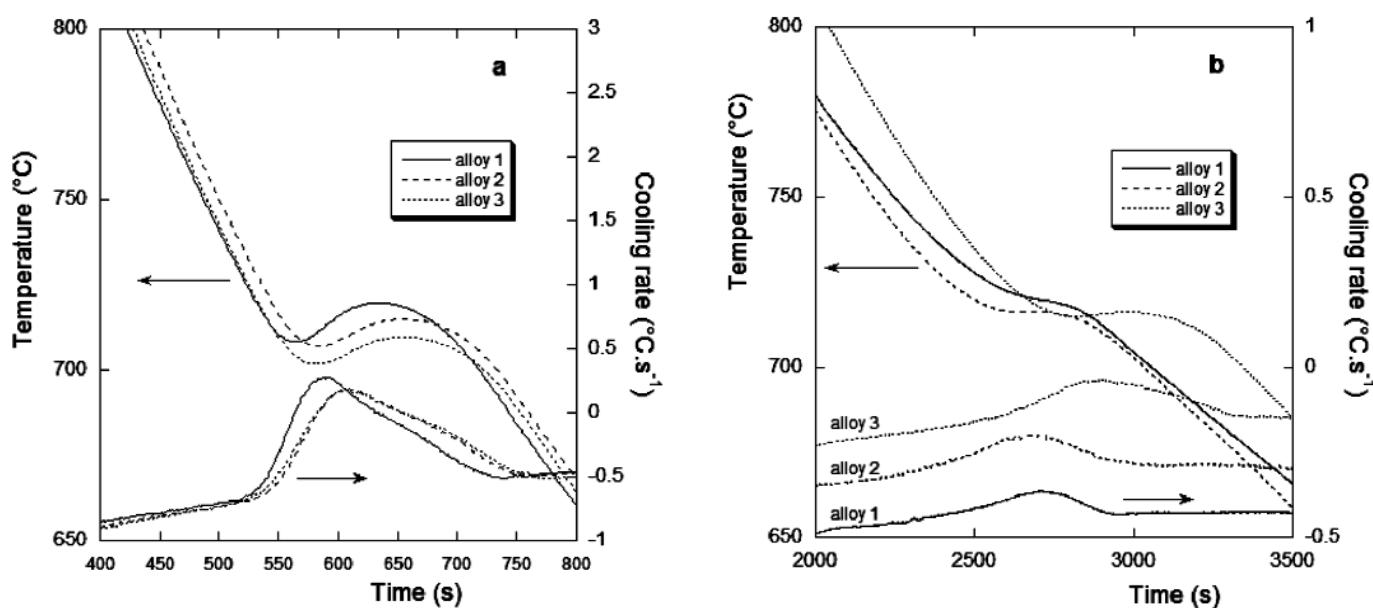 a
800
750
700
650
Temperature (°C)
3
2.5
2
1.5
1
0.5
0
-0.5
-1
Cooling rate (°C.s-1)
alloy 1
alloy 2
alloy 3
400 450 500 550 600 650 700 750 800
Time (s)
b
800
750
700
650
Temperature (°C)
1
0.5
0
-0.5
Cooling rate (°C.s-1)
alloy 1
alloy 2
alloy 3
alloy 3
alloy 2
alloy 1
2000 2500 3000 3500
Time (s)